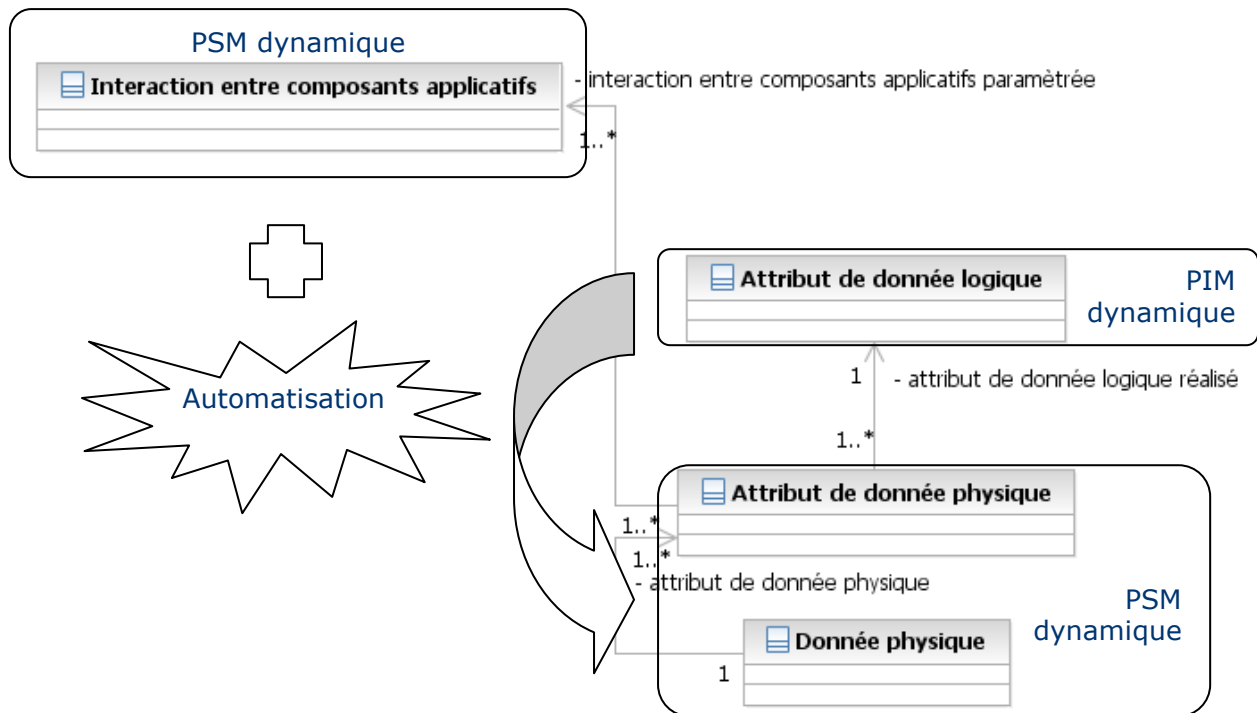 PSM dynamique
Interaction entre composants applicatifs
- interaction entre composants applicatifs paramètrée
1..*
Attribut de donnée logique
PIM
dynamique
1
- attribut de donnée logique réalisé
Automatisation
1..*
Attribut de donnée physique
1..*
1..*
- attribut de donnée physique
PSM
dynamique
Donnée physique
1